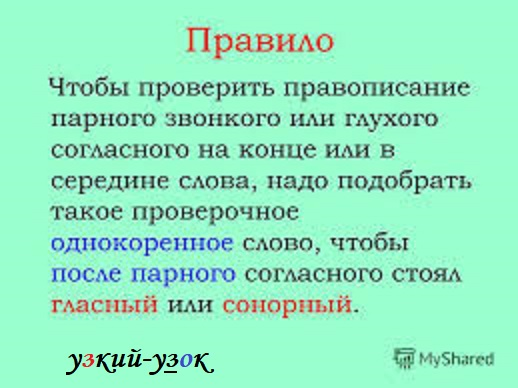 Правило
Чтобы проверить правописание
парного звонкого или глухого
согласного на конце или в
середине слова, надо подобрать
такое проверочное
однокоренное слово, чтобы
после парного согласного стоял
гласный или сонорный.
узкий-узок
MyShared